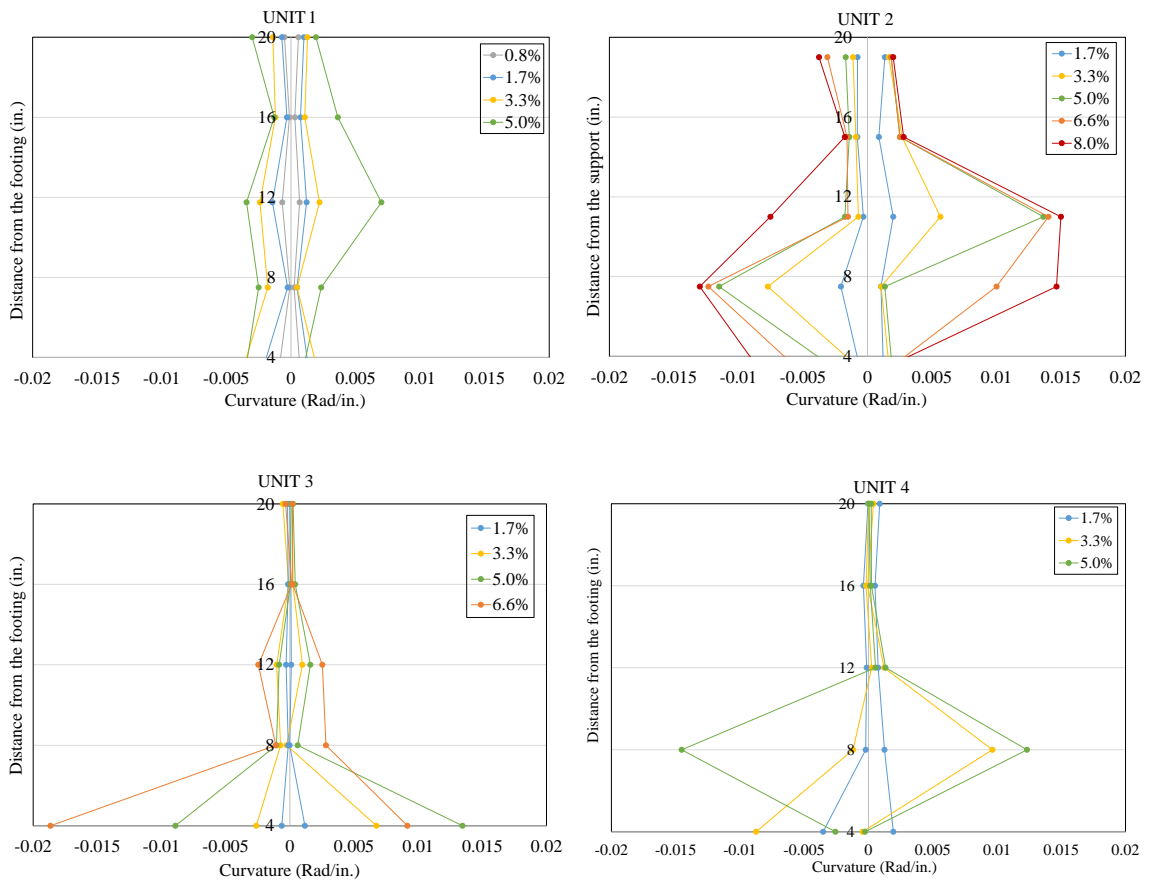 UNIT 1
Distance from the footing (in.)
20
16
12
8
4
0.8%
1.7%
3.3%
5.0%
-0.02 -0.015 -0.01 -0.005 0 0.005 0.01 0.015 0.02
Curvature (Rad/in.)
UNIT 2
Distance from the support (in.)
20
16
12
8
4
1.7%
3.3%
5.0%
6.6%
8.0%
-0.02 -0.015 -0.01 -0.005 0 0.005 0.01 0.015 0.02
Curvature (Rad/in.)
UNIT 3
Distance from the footing (in.)
20
16
12
8
4
1.7%
3.3%
5.0%
6.6%
-0.02 -0.015 -0.01 -0.005 0 0.005 0.01 0.015 0.02
Curvature (Rad/in.)
UNIT 4
Distance from the footing (in.)
20
16
12
8
4
1.7%
3.3%
5.0%
-0.02 -0.015 -0.01 -0.005 0 0.005 0.01 0.015 0.02
Curvature (Rad/in.)